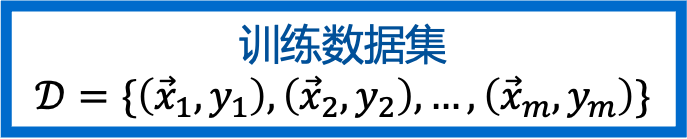 训练数据集
𝒟 = {(x⃗₁, y₁), (x⃗₂, y₂), … , (x⃗ₘ, yₘ)}